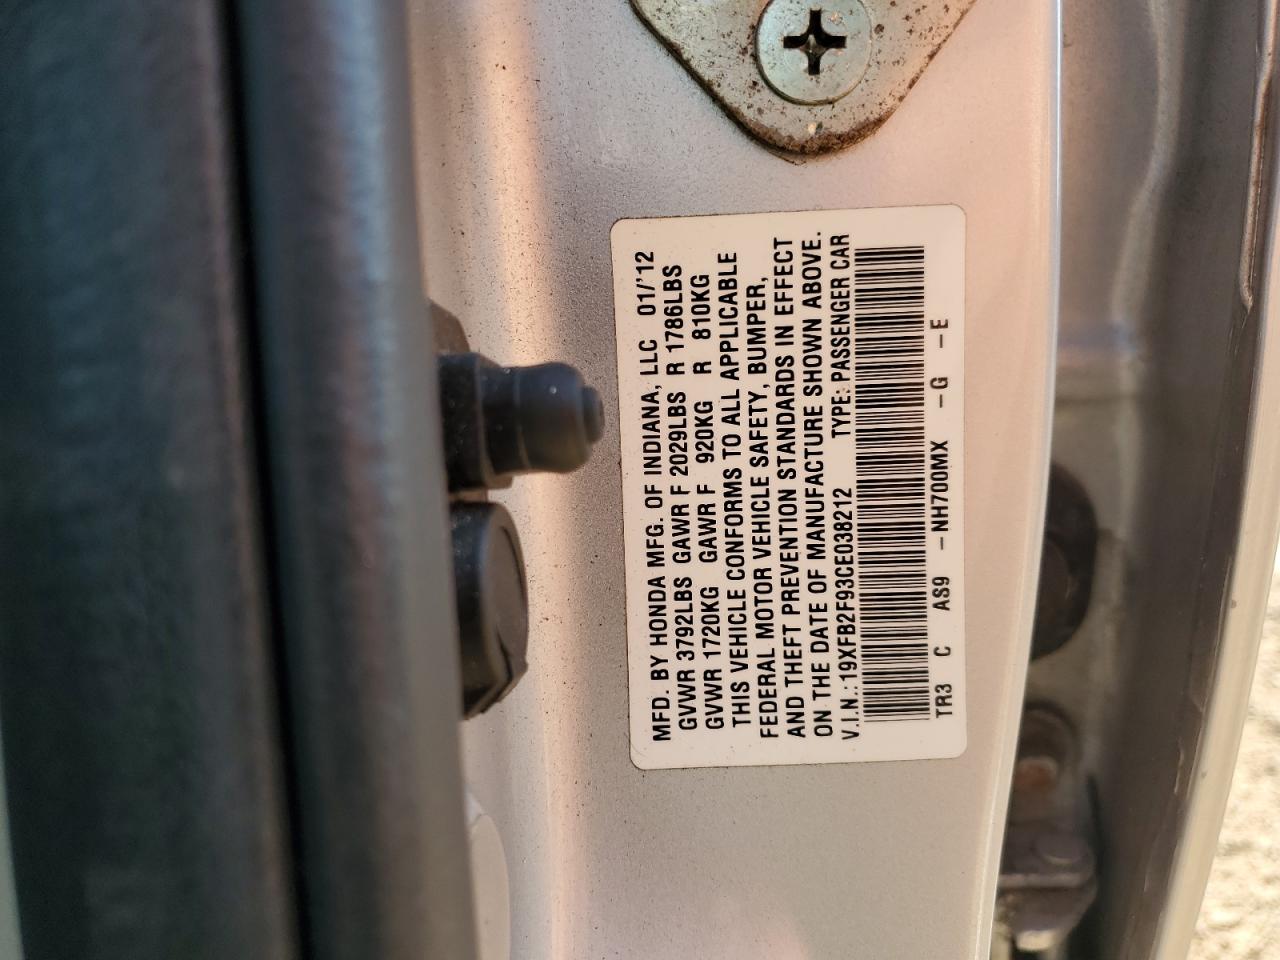 MFD. BY HONDA MFG. OF INDIANA, LLC 01/'12
GVWR 3792LBS GAWR F 2029LBS R 1786LBS
GVWR 1720KG GAWR F 920KG R 810KG
THIS VEHICLE CONFORMS TO ALL APPLICABLE
FEDERAL MOTOR VEHICLE SAFETY, BUMPER,
AND THEFT PREVENTION STANDARDS IN EFFECT
ON THE DATE OF MANUFACTURE SHOWN ABOVE.
V.I.N.: 19XFB2F93CE038212 TYPE: PASSENGER CAR
TR3 C AS9 - NH700MX - G - E